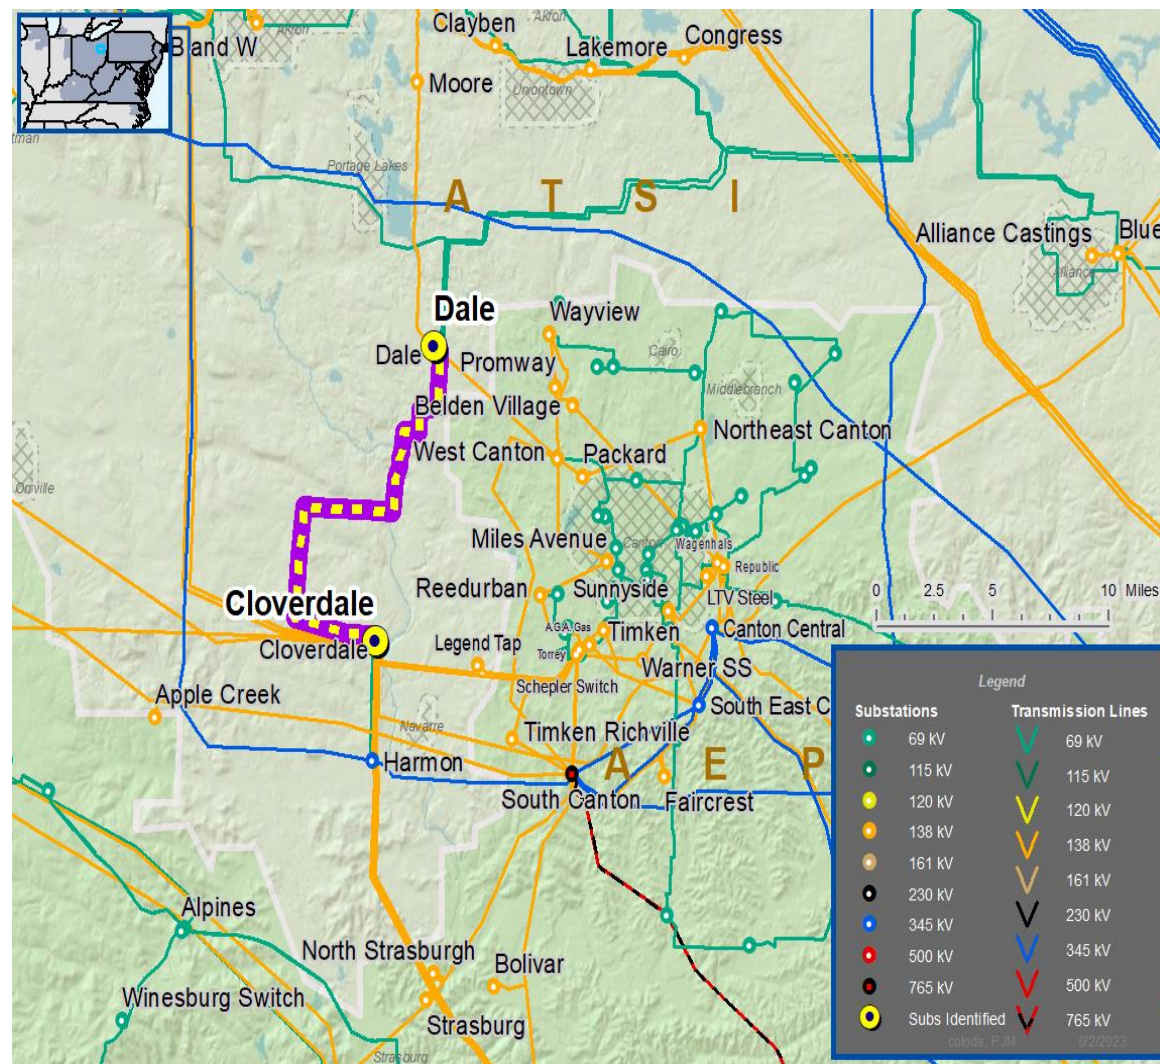 B and W
Akron
Clayben
Akron
Lakemore
Congress
Moore
Uniontown
Portage Lakes
A T S I
Alliance Castings
Blue
Alliance
Dale
Dale
Wayview
Promway
Cairo
Middlebranch
Belden Village
West Canton
Packard
Northeast Canton
Orrville
Miles Avenue
Canton
Wagenhals
Republic
Reedurban
Sunnyside
LTV Steel
0 2.5 5 10 Miles
Cloverdale
Cloverdale
Legend Tap
A.G.A. Gas
Timken
Canton Central
Torrey
Warner SS
Schepler Switch
Apple Creek
Navarre
South East C
Timken Richville
Harmon
A E P
South Canton
Faircrest
Alpines
North Strasburgh
Bolivar
Winesburg Switch
Strasburg
Strasburg
Legend
Substations
69 kV
115 kV
120 kV
138 kV
161 kV
230 kV
345 kV
500 kV
765 kV
Subs Identified
Transmission Lines
69 kV
115 kV
120 kV
138 kV
161 kV
230 kV
345 kV
500 kV
765 kV
PJM
6/2/2023